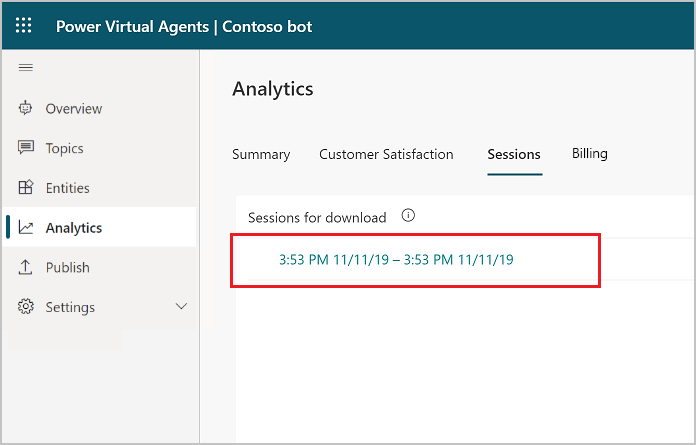 Power Virtual Agents | Contoso bot
Overview
Topics
Entities
Analytics
Publish
Settings
Analytics
Summary Customer Satisfaction Sessions Billing
Sessions for download
3:53 PM 11/11/19 – 3:53 PM 11/11/19